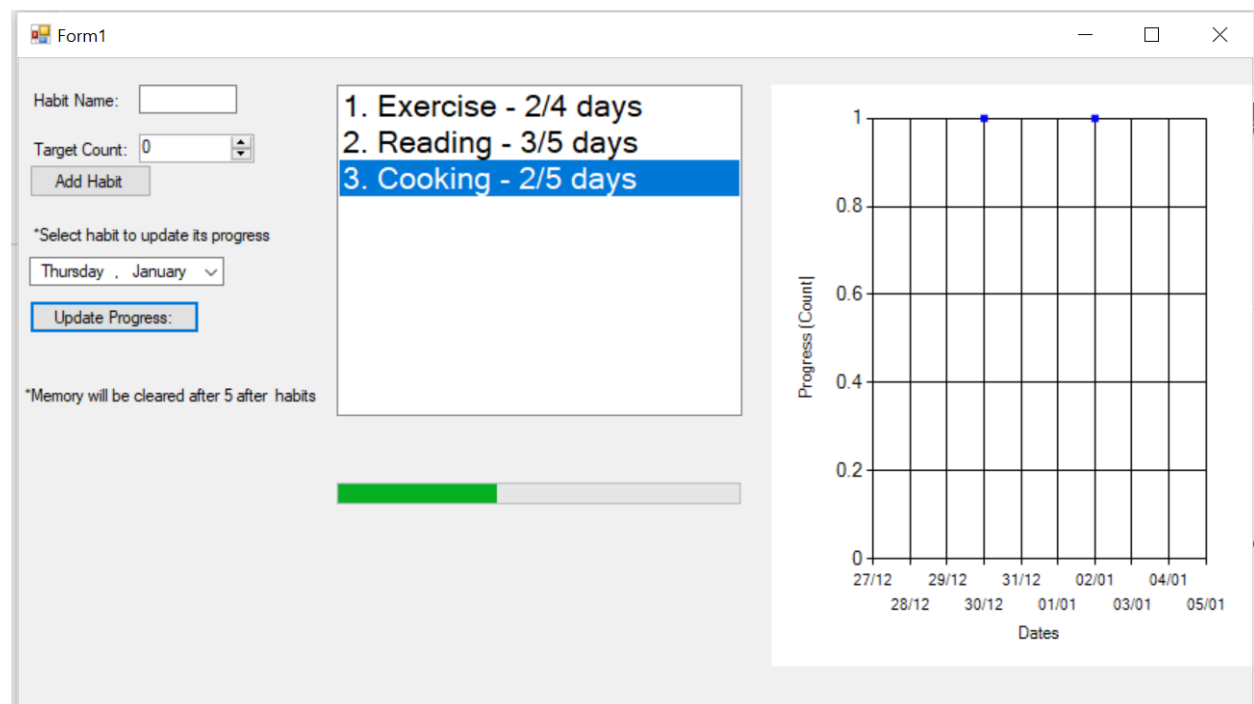 Form1
Habit Name:
Target Count: 0
Add Habit
*Select habit to update its progress
Thursday , January
Update Progress:
*Memory will be cleared after 5 after habits
1. Exercise - 2/4 days
2. Reading - 3/5 days
3. Cooking - 2/5 days
Progress (Count)
1
0.8
0.6
0.4
0.2
0
27/12 29/12 31/12 02/01 04/01
28/12 30/12 01/01 03/01 05/01
Dates